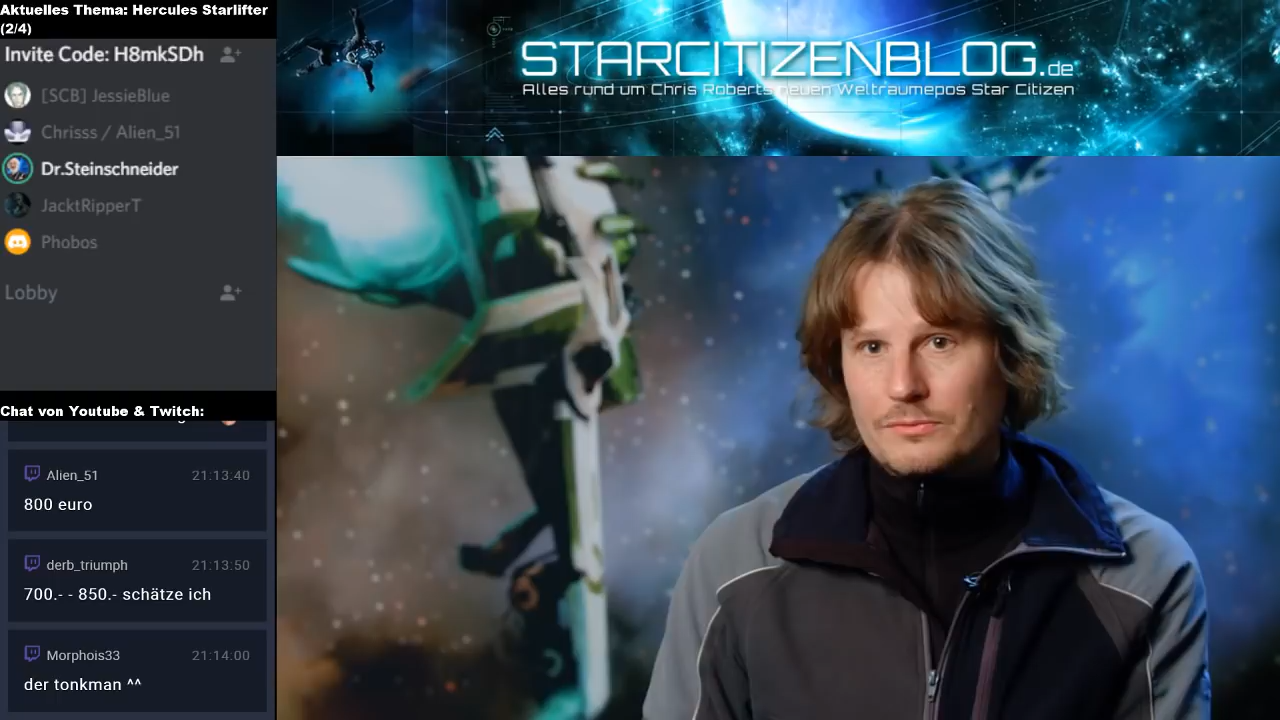 Aktuelles Thema: Hercules Starlifter
(2/4)
Invite Code: H8mkSDh
[SCB] JessieBlue
Chrisss / Alien_51
Dr.Steinschneider
JacktRipperT
Phobos
Lobby
Chat von Youtube & Twitch:
Alien_51 21:13:40
800 euro
derb_triumph 21:13:50
700.- - 850.- schätze ich
Morphois33 21:14:00
der tonkman ^^
STARCITIZENBLOG.de
Alles rund um Chris Roberts neuen Weltraumepos Star Citizen